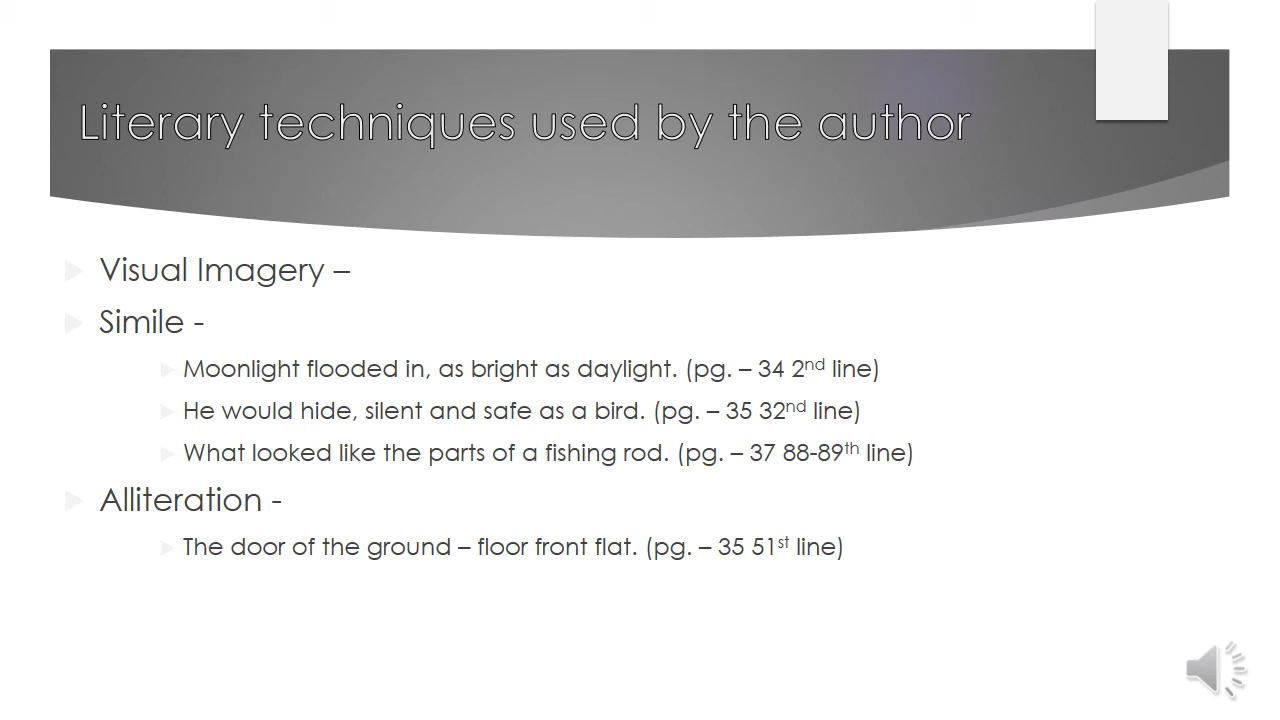 Literary techniques used by the author
Visual Imagery –
Simile -
Moonlight flooded in, as bright as daylight. (pg. – 34 2nd line)
He would hide, silent and safe as a bird. (pg. – 35 32nd line)
What looked like the parts of a fishing rod. (pg. – 37 88-89th line)
Alliteration -
The door of the ground – floor front flat. (pg. – 35 51st line)